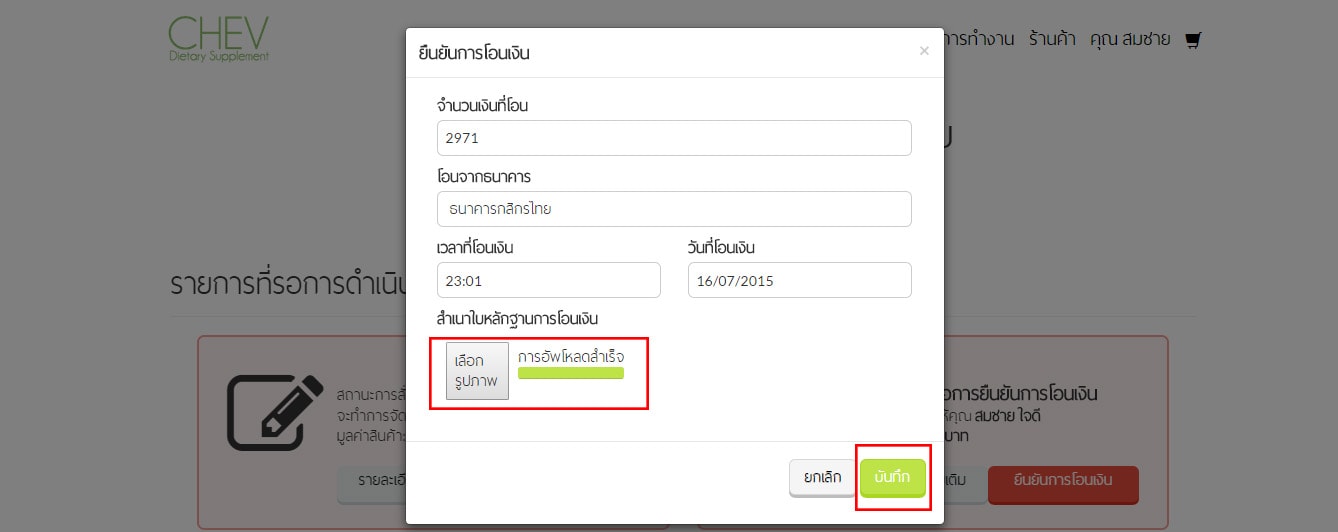 CHEV
Dietary Supplement
การทำงาน ร้านค้า คุณ สมชาย
ยืนยันการโอนเงิน
×
จำนวนเงินที่โอน
2971
โอนจากธนาคาร
ธนาคารกสิกรไทย
เวลาที่โอนเงิน วันที่โอนเงิน
23:01 16/07/2015
สำเนาใบหลักฐานการโอนเงิน
เลือก
รูปภาพ
การอัพโหลดสำเร็จ
ยกเลิก บันทึก
รายการที่รอการดำเนิน
สถานะการสั
จะทำการจัด
มูลค่าสินค้า
รายละเอี
อการยืนยันการโอนเงิน
ห้คุณ สมชาย ใจดี
บาท
เติม ยืนยันการโอนเงิน